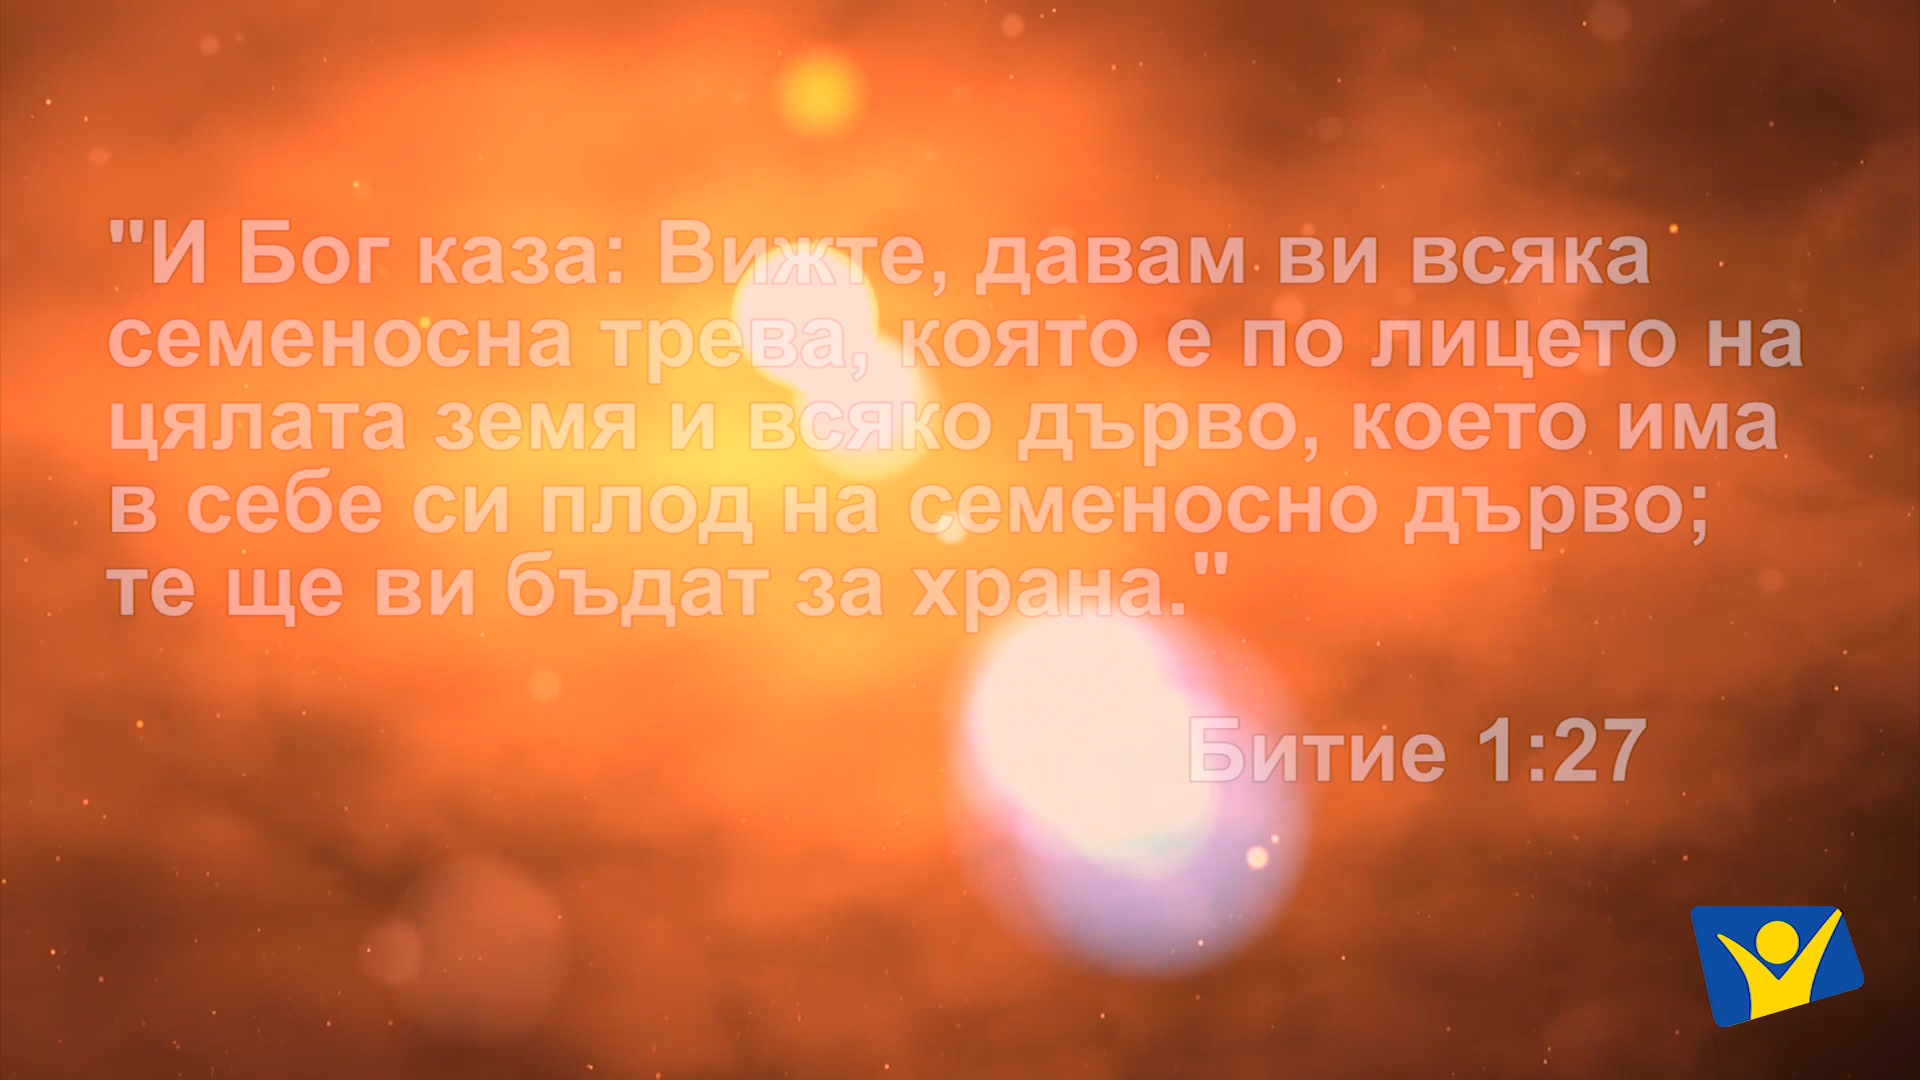 "И Бог каза: Вижте, давам ви всяка
семеносна трева, която е по лицето на
цялата земя и всяко дърво, което има
в себе си плод на семеносно дърво;
те ще ви бъдат за храна."
Битие 1:27